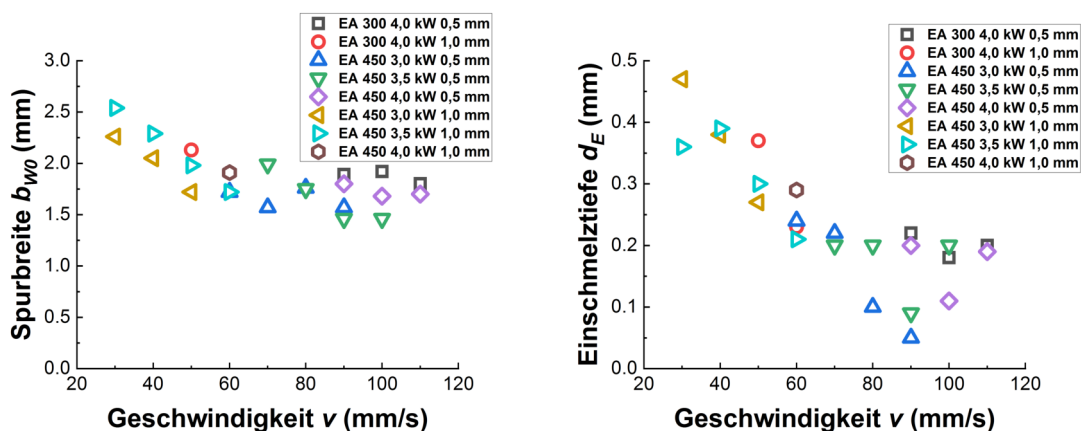 EA 300 4,0 kW 0,5 mm
EA 300 4,0 kW 1,0 mm
EA 450 3,0 kW 0,5 mm
EA 450 3,5 kW 0,5 mm
EA 450 4,0 kW 0,5 mm
EA 450 3,0 kW 1,0 mm
EA 450 3,5 kW 1,0 mm
EA 450 4,0 kW 1,0 mm
Spurbreite b_W0 (mm)
3.0
2.5
2.0
1.5
1.0
0.5
0.0
20 40 60 80 100 120
Geschwindigkeit v (mm/s)
EA 300 4,0 kW 0,5 mm
EA 300 4,0 kW 1,0 mm
EA 450 3,0 kW 0,5 mm
EA 450 3,5 kW 0,5 mm
EA 450 4,0 kW 0,5 mm
EA 450 3,0 kW 1,0 mm
EA 450 3,5 kW 1,0 mm
EA 450 4,0 kW 1,0 mm
Einschmelztiefe d_E (mm)
0.5
0.4
0.3
0.2
0.1
0.0
20 40 60 80 100 120
Geschwindigkeit v (mm/s)